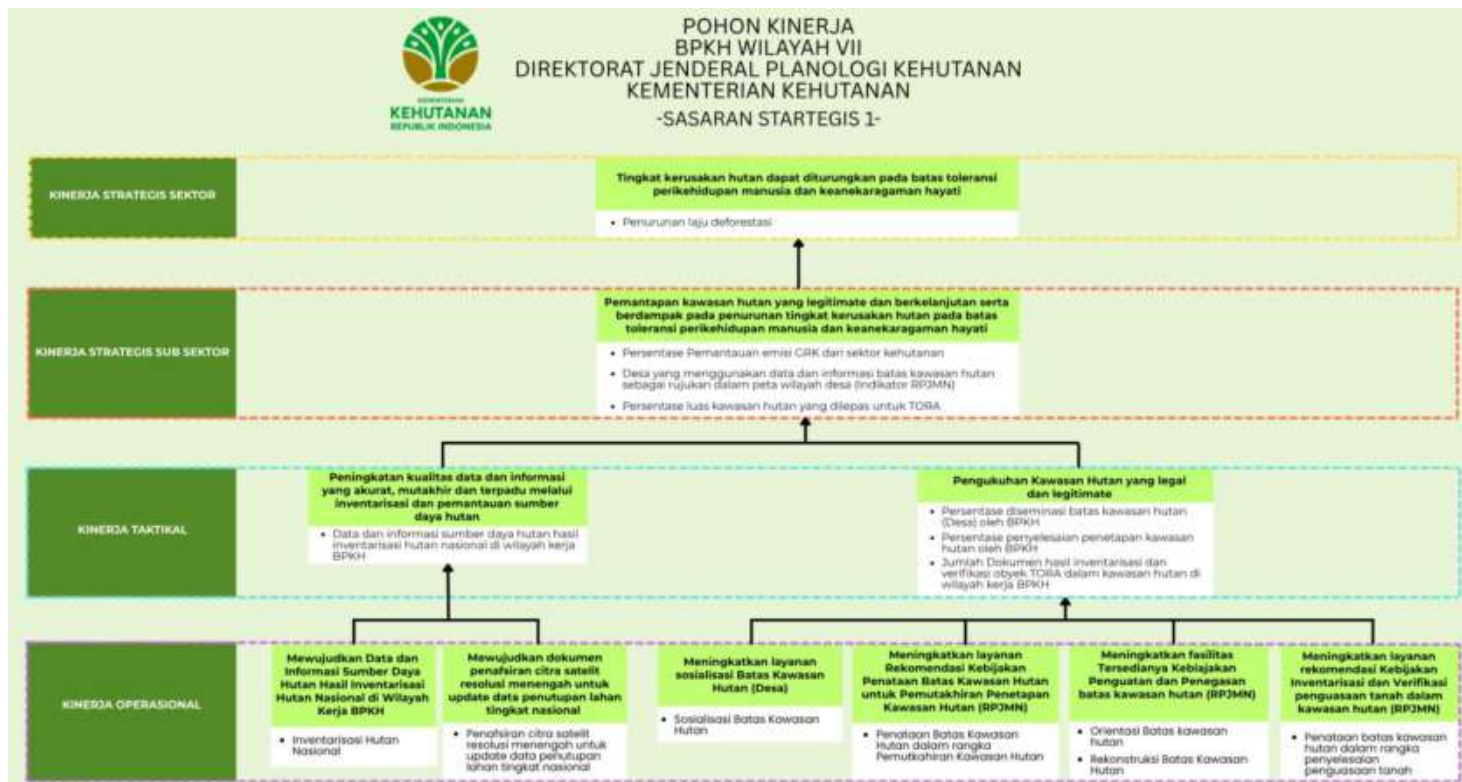 POHON KINERJA
BPKH WILAYAH VII
DIREKTORAT JENDERAL PLANOLOGI KEHUTANAN
KEMENTERIAN KEHUTANAN
-SASARAN STARTEGIS 1-
KEMENTERIAN
KEHUTANAN
REPUBLIK INDONESIA
KINERJA STRATEGIS SEKTOR
Tingkat kerusakan hutan dapat diturungkan pada batas toleransi
perikehidupan manusia dan keanekaragaman hayati
• Penurunan laju deforestasi
KINERJA STRATEGIS SUB SEKTOR
Pemantapan kawasan hutan yang legitimate dan berkelanjutan serta
berdampak pada penurunan tingkat kerusakan hutan pada batas
toleransi perikehidupan manusia dan keanekaragaman hayati
• Persentase Pemantauan emisi GRK dari sektor kehutanan
• Desa yang menggunakan data dan informasi batas kawasan hutan
sebagai rujukan dalam peta wilayah desa (Indikator RPJMN)
• Persentase luas kawasan hutan yang dilepas untuk TORA
KINERJA TAKTIKAL
Peningkatan kualitas data dan informasi
yang akurat, mutakhir dan terpadu melalui
inventarisasi dan pemantauan sumber
daya hutan
• Data dan informasi sumber daya hutan hasil
inventarisasi hutan nasional di wilayah kerja
BPKH
Pengukuhan Kawasan Hutan yang legal
dan legitimate
• Persentase diseminasi batas kawasan hutan
(Desa) oleh BPKH
• Persentase penyelesaian penetapan kawasan
hutan oleh BPKH
• Jumlah Dokumen hasil inventarisasi dan
verifikasi obyek TORA dalam kawasan hutan di
wilayah kerja BPKH
KINERJA OPERASIONAL
Mewujudkan Data dan
Informasi Sumber Daya
Hutan Hasil Inventarisasi
Hutan Nasional di Wilayah
Kerja BPKH
• Inventarisasi Hutan
Nasional
Mewujudkan dokumen
penafsiran citra satelit
resolusi menengah untuk
update data penutupan lahan
tingkat nasional
• Penafsiran citra satelit
resolusi menengah untuk
update data penutupan
lahan tingkat nasional
Meningkatkan layanan
sosialisasi Batas Kawasan
Hutan (Desa)
• Sosialisasi Batas Kawasan
Hutan
Meningkatkan layanan
Rekomendasi Kebijakan
Penataan Batas Kawasan Hutan
untuk Pemutakhiran Penetapan
Kawasan Hutan (RPJMN)
• Penataan Batas Kawasan
Hutan dalam rangka
Pemutkahiran Kawasan Hutan
Meningkatkan fasilitas
Tersedianya Kebiajakan
Penguatan dan Penegasan
batas kawasan hutan (RPJMN)
• Orientasi Batas kawasan
hutan
• Rekonstruksi Batas Kawasan
Hutan
Meningkatkan layanan
rekomendasi Kebijakan
Inventarisasi dan Verifikasi
penguasaan tanah dalam
kawasan hutan (RPJMN)
• Penataan batas kawasan
hutan dalam rangka
penyelesaian
penguasaan tanah